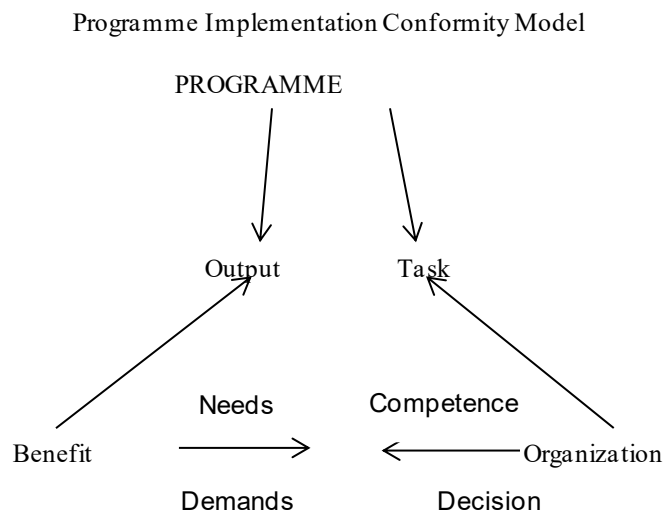 Programme Implementation Conformity Model
PROGRAMME
Output Task
Needs Competence
Benefit Organization
Demands Decision